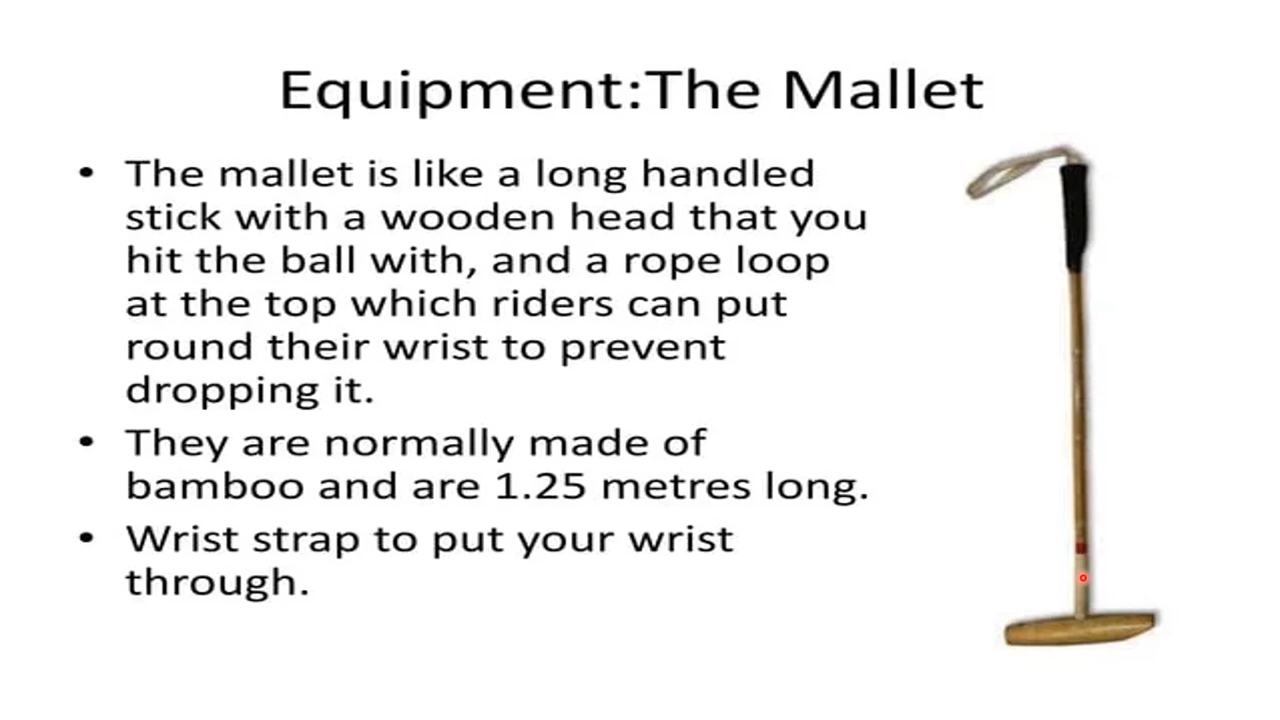 Equipment:The Mallet
• The mallet is like a long handled
stick with a wooden head that you
hit the ball with, and a rope loop
at the top which riders can put
round their wrist to prevent
dropping it.
• They are normally made of
bamboo and are 1.25 metres long.
• Wrist strap to put your wrist
through.